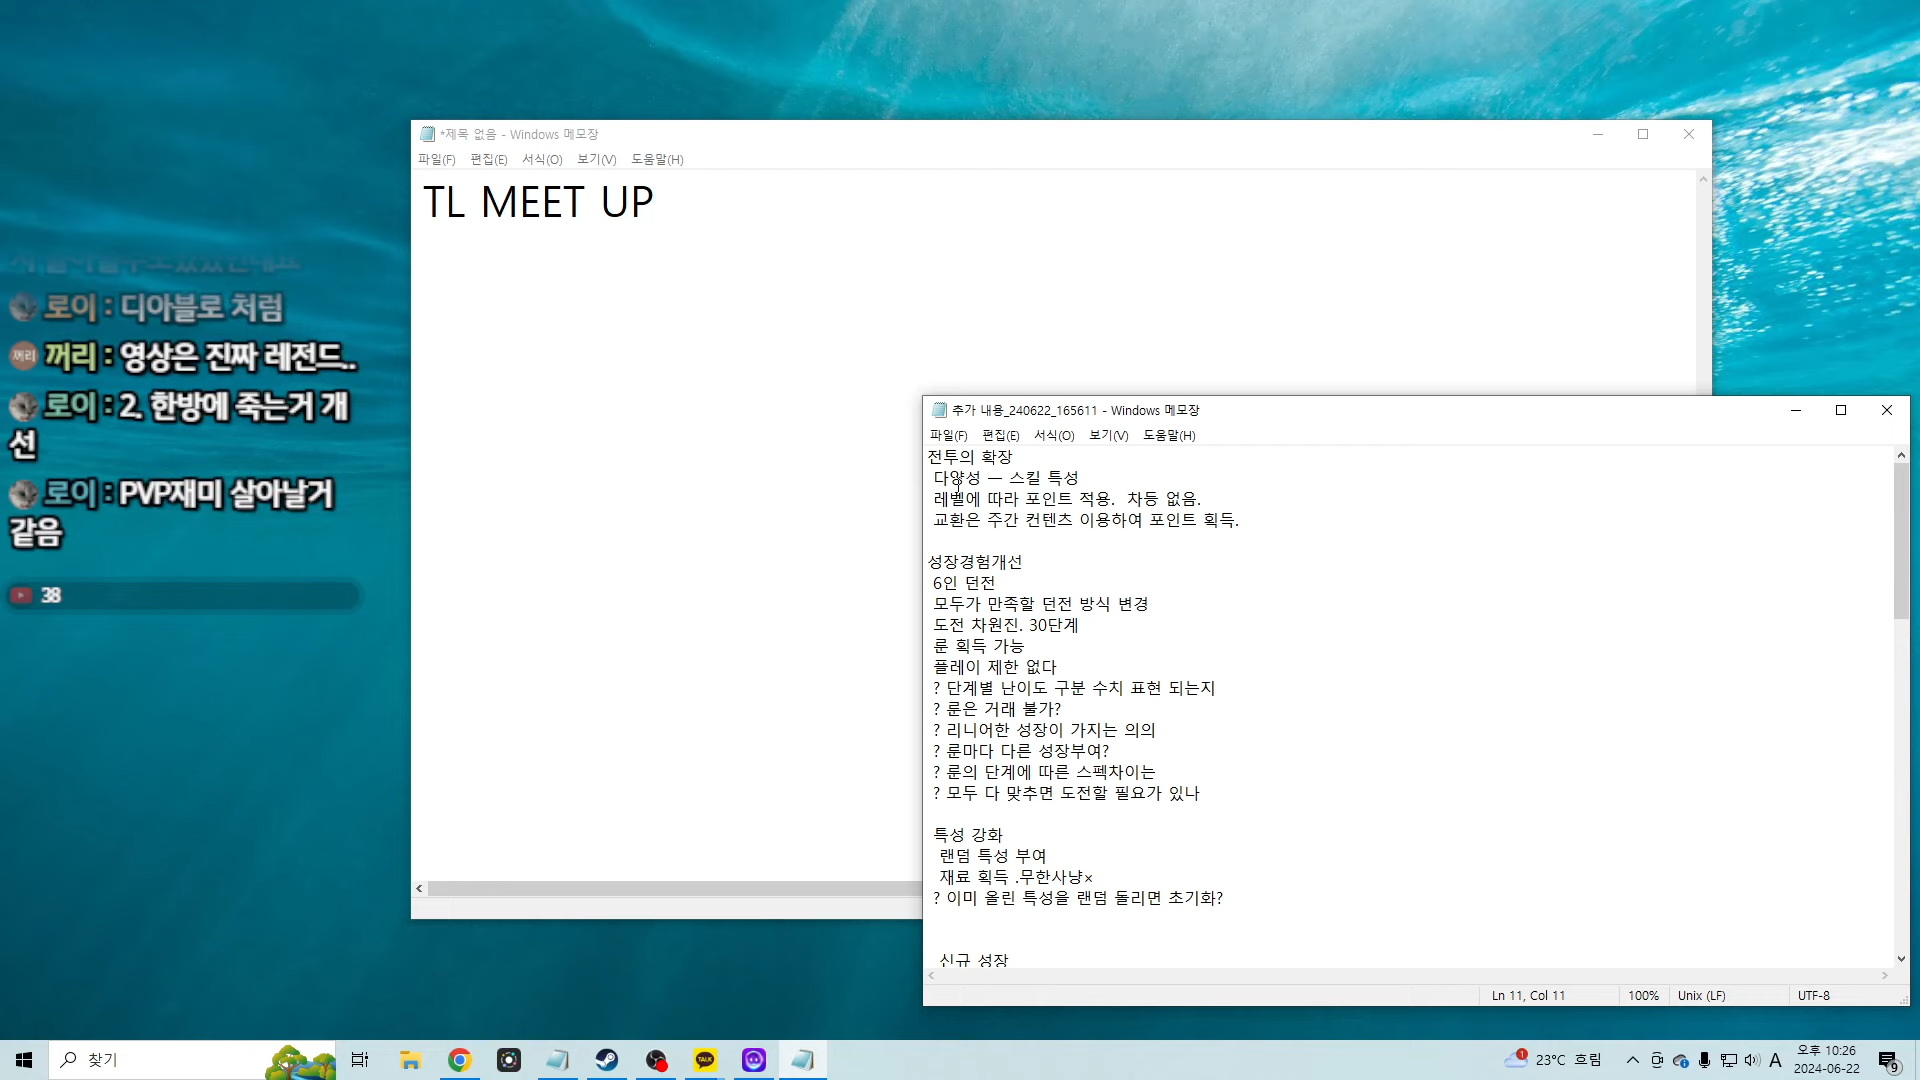 *제목 없음 - Windows 메모장
파일(F) 편집(E) 서식(O) 보기(V) 도움말(H)
TL MEET UP
로이 : 디아블로 처럼
꺼리 꺼리 : 영상은 진짜 레전드..
로이 : 2. 한방에 죽는거 개
선
로이 : PVP재미 살아날거
같음
38
추가 내용_240622_165611 - Windows 메모장
파일(F) 편집(E) 서식(O) 보기(V) 도움말(H)
전투의 확장
다양성 ㅡ 스킬 특성
레벨에 따라 포인트 적용. 차등 없음.
교환은 주간 컨텐츠 이용하여 포인트 획득.
성장경험개선
6인 던전
모두가 만족할 던전 방식 변경
도전 차원진. 30단계
룬 획득 가능
플레이 제한 없다
? 단계별 난이도 구분 수치 표현 되는지
? 룬은 거래 불가?
? 리니어한 성장이 가지는 의의
? 룬마다 다른 성장부여?
? 룬의 단계에 따른 스펙차이는
? 모두 다 맞추면 도전할 필요가 있나
특성 강화
랜덤 특성 부여
재료 획득 .무한사냥×
? 이미 올린 특성을 랜덤 돌리면 초기화?
신규 성장
Ln 11, Col 11 100% Unix (LF) UTF-8
찾기
TALK
1 23°C 흐림
A
오후 10:26
2024-06-22
9